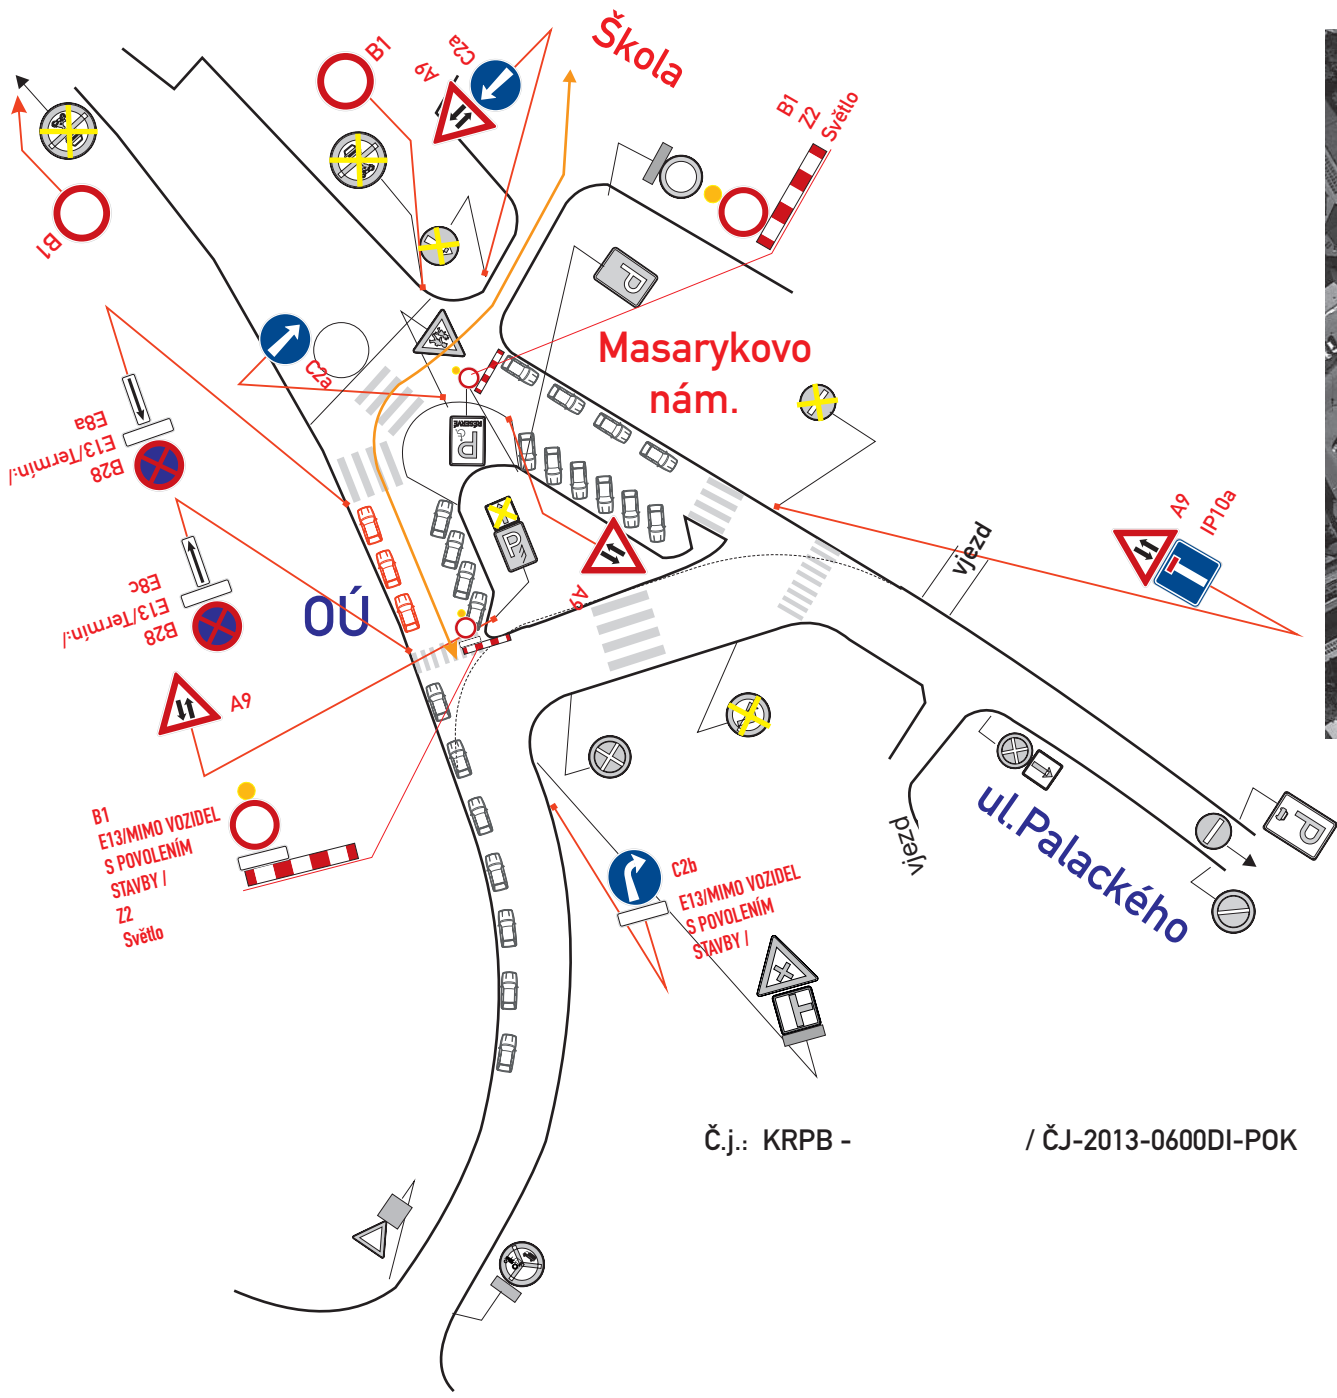 Škola
B1
C2a
A9
B1
Z2
Světlo
B1
P
Masarykovo
nám.
C2a
E8a
E13/Termín:/
B28
P
RÉSERVÉ
P
A9
IP10a
vjezd
E8c
E13/Termín:/
B28
OÚ
A9
A9
B1
E13/MIMO VOZIDEL
S POVOLENÍM
STAVBY /
Z2
Světlo
C2b
E13/MIMO VOZIDEL
S POVOLENÍM
STAVBY /
vjezd
ul.Palackého
P
Č.j.: KRPB - / ČJ-2013-0600DI-POK